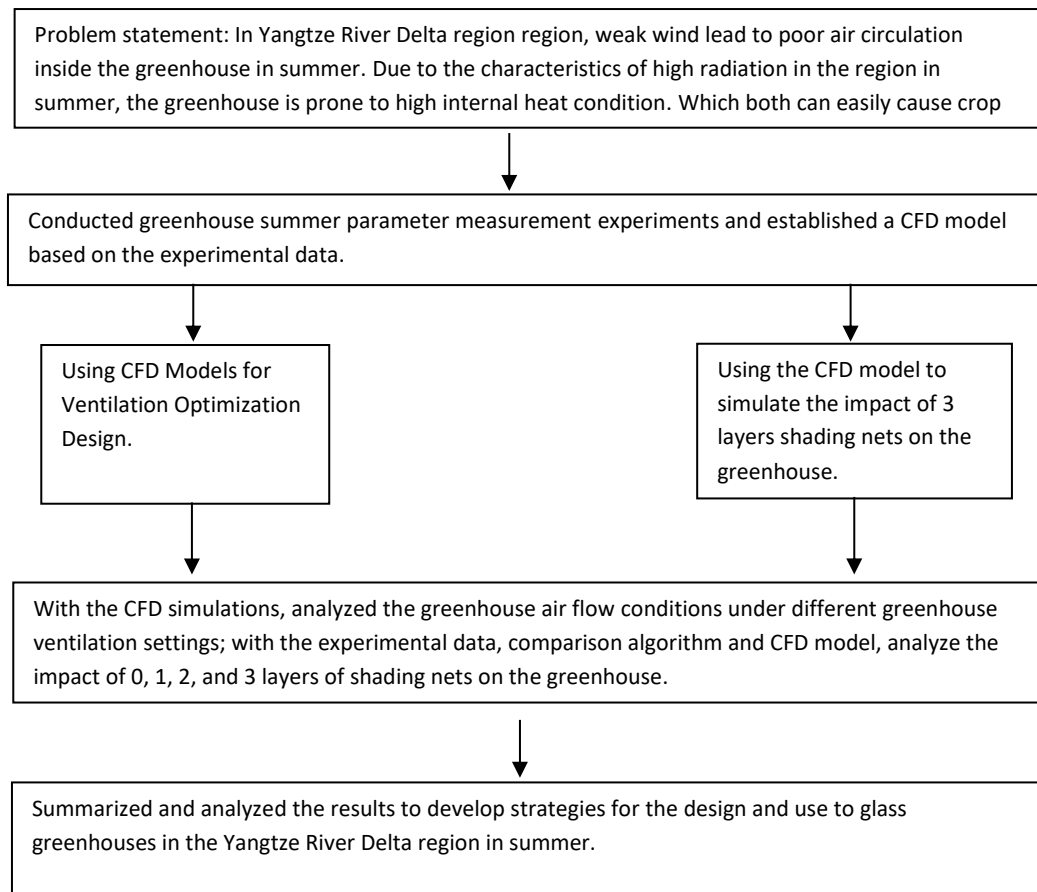 Problem statement: In Yangtze River Delta region region, weak wind lead to poor air circulation
inside the greenhouse in summer. Due to the characteristics of high radiation in the region in
summer, the greenhouse is prone to high internal heat condition. Which both can easily cause crop
Conducted greenhouse summer parameter measurement experiments and established a CFD model
based on the experimental data.
Using CFD Models for
Ventilation Optimization
Design.
Using the CFD model to
simulate the impact of 3
layers shading nets on the
greenhouse.
With the CFD simulations, analyzed the greenhouse air flow conditions under different greenhouse
ventilation settings; with the experimental data, comparison algorithm and CFD model, analyze the
impact of 0, 1, 2, and 3 layers of shading nets on the greenhouse.
Summarized and analyzed the results to develop strategies for the design and use to glass
greenhouses in the Yangtze River Delta region in summer.